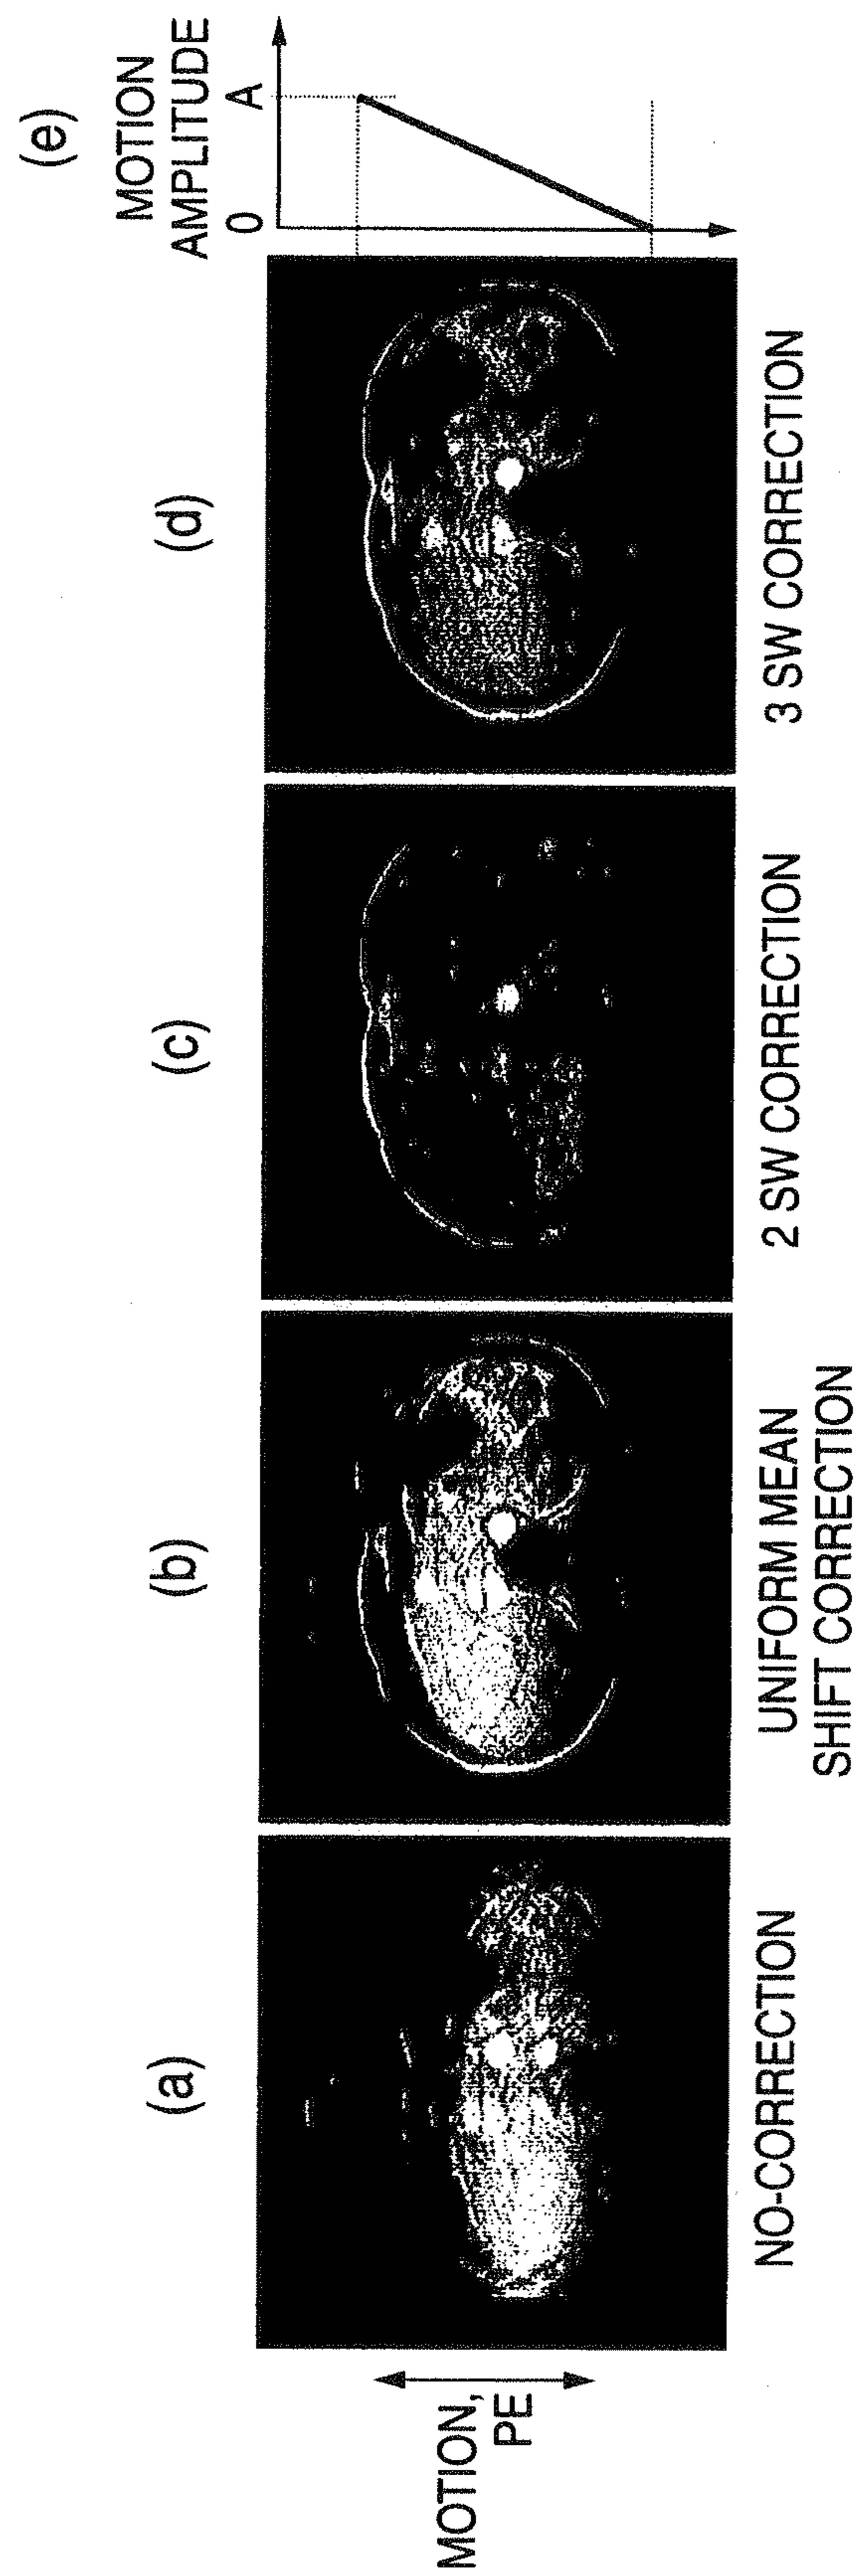 MOTION,
PE
(a)
NO-CORRECTION
(b)
UNIFORM MEAN
SHIFT CORRECTION
(c)
2 SW CORRECTION
(d)
3 SW CORRECTION
(e)
MOTION
AMPLITUDE
0 A